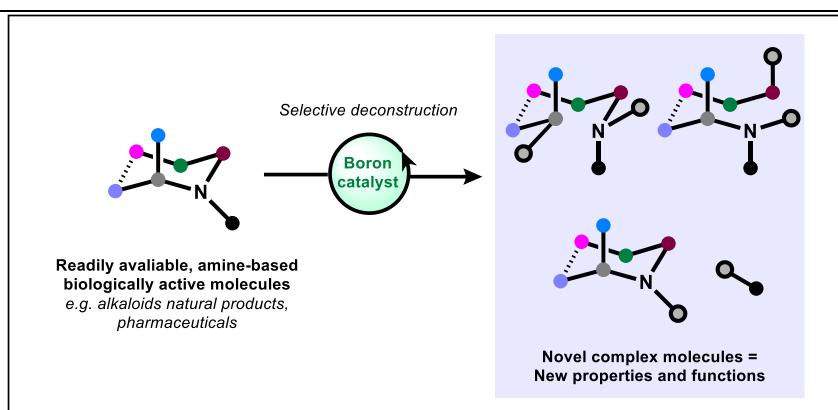 Selective deconstruction
Boron
catalyst
N
N
N
N
Readily avaliable, amine-based
biologically active molecules
e.g. alkaloids natural products,
pharmaceuticals
Novel complex molecules =
New properties and functions